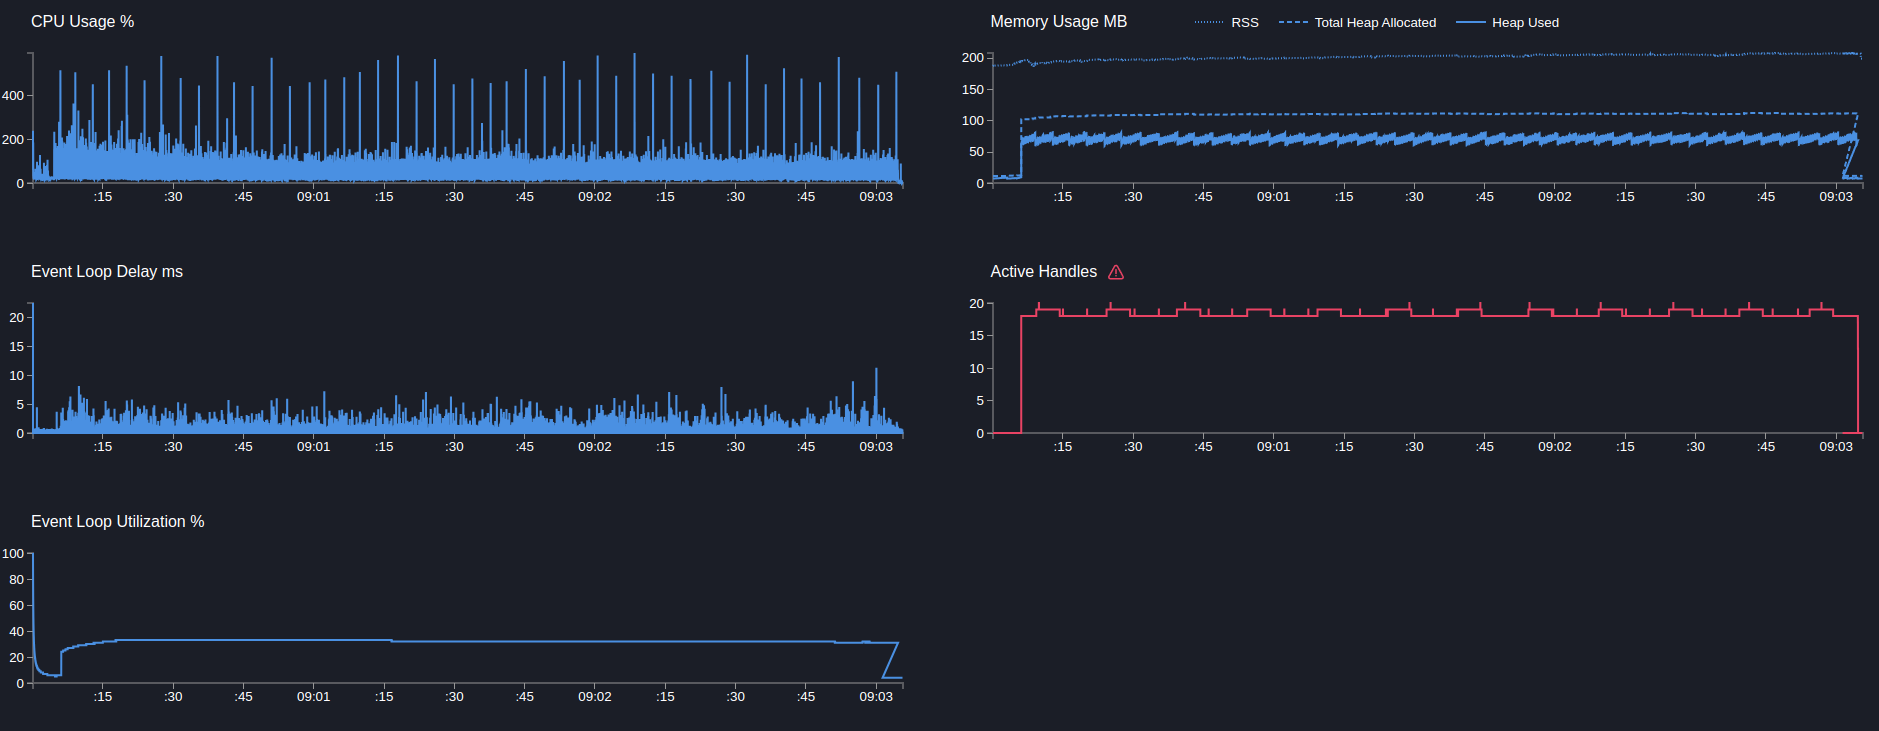 CPU Usage %
400
200
0
:15 :30 :45 09:01 :15 :30 :45 09:02 :15 :30 :45 09:03
Memory Usage MB RSS Total Heap Allocated Heap Used
200
150
100
50
0
:15 :30 :45 09:01 :15 :30 :45 09:02 :15 :30 :45 09:03
Event Loop Delay ms
20
15
10
5
0
:15 :30 :45 09:01 :15 :30 :45 09:02 :15 :30 :45 09:03
Active Handles
20
15
10
5
0
:15 :30 :45 09:01 :15 :30 :45 09:02 :15 :30 :45 09:03
Event Loop Utilization %
100
80
60
40
20
0
:15 :30 :45 09:01 :15 :30 :45 09:02 :15 :30 :45 09:03